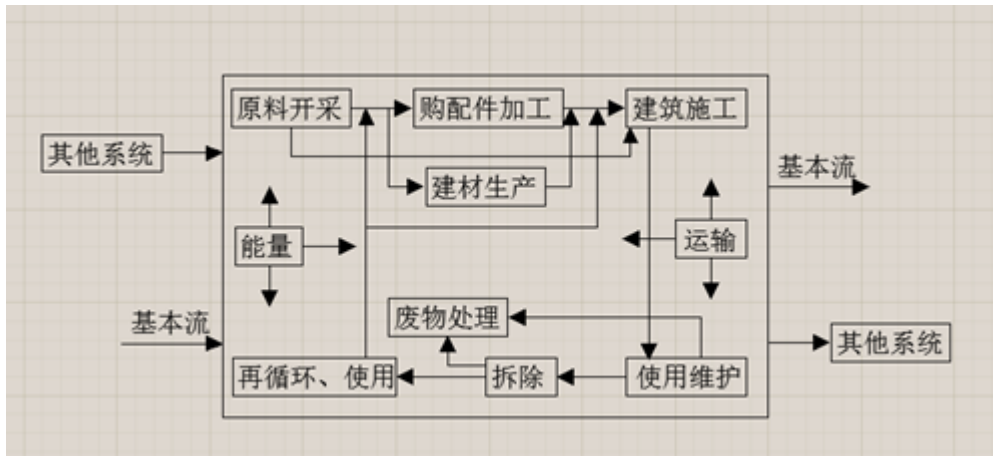 原料开采
购配件加工
建筑施工
其他系统
基本流
建材生产
能量
运输
废物处理
基本流
其他系统
再循环、使用
拆除
使用维护